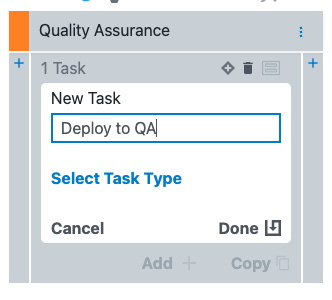 Quality Assurance
1 Task
New Task
Deploy to QA
Select Task Type
Cancel Done
Add Copy